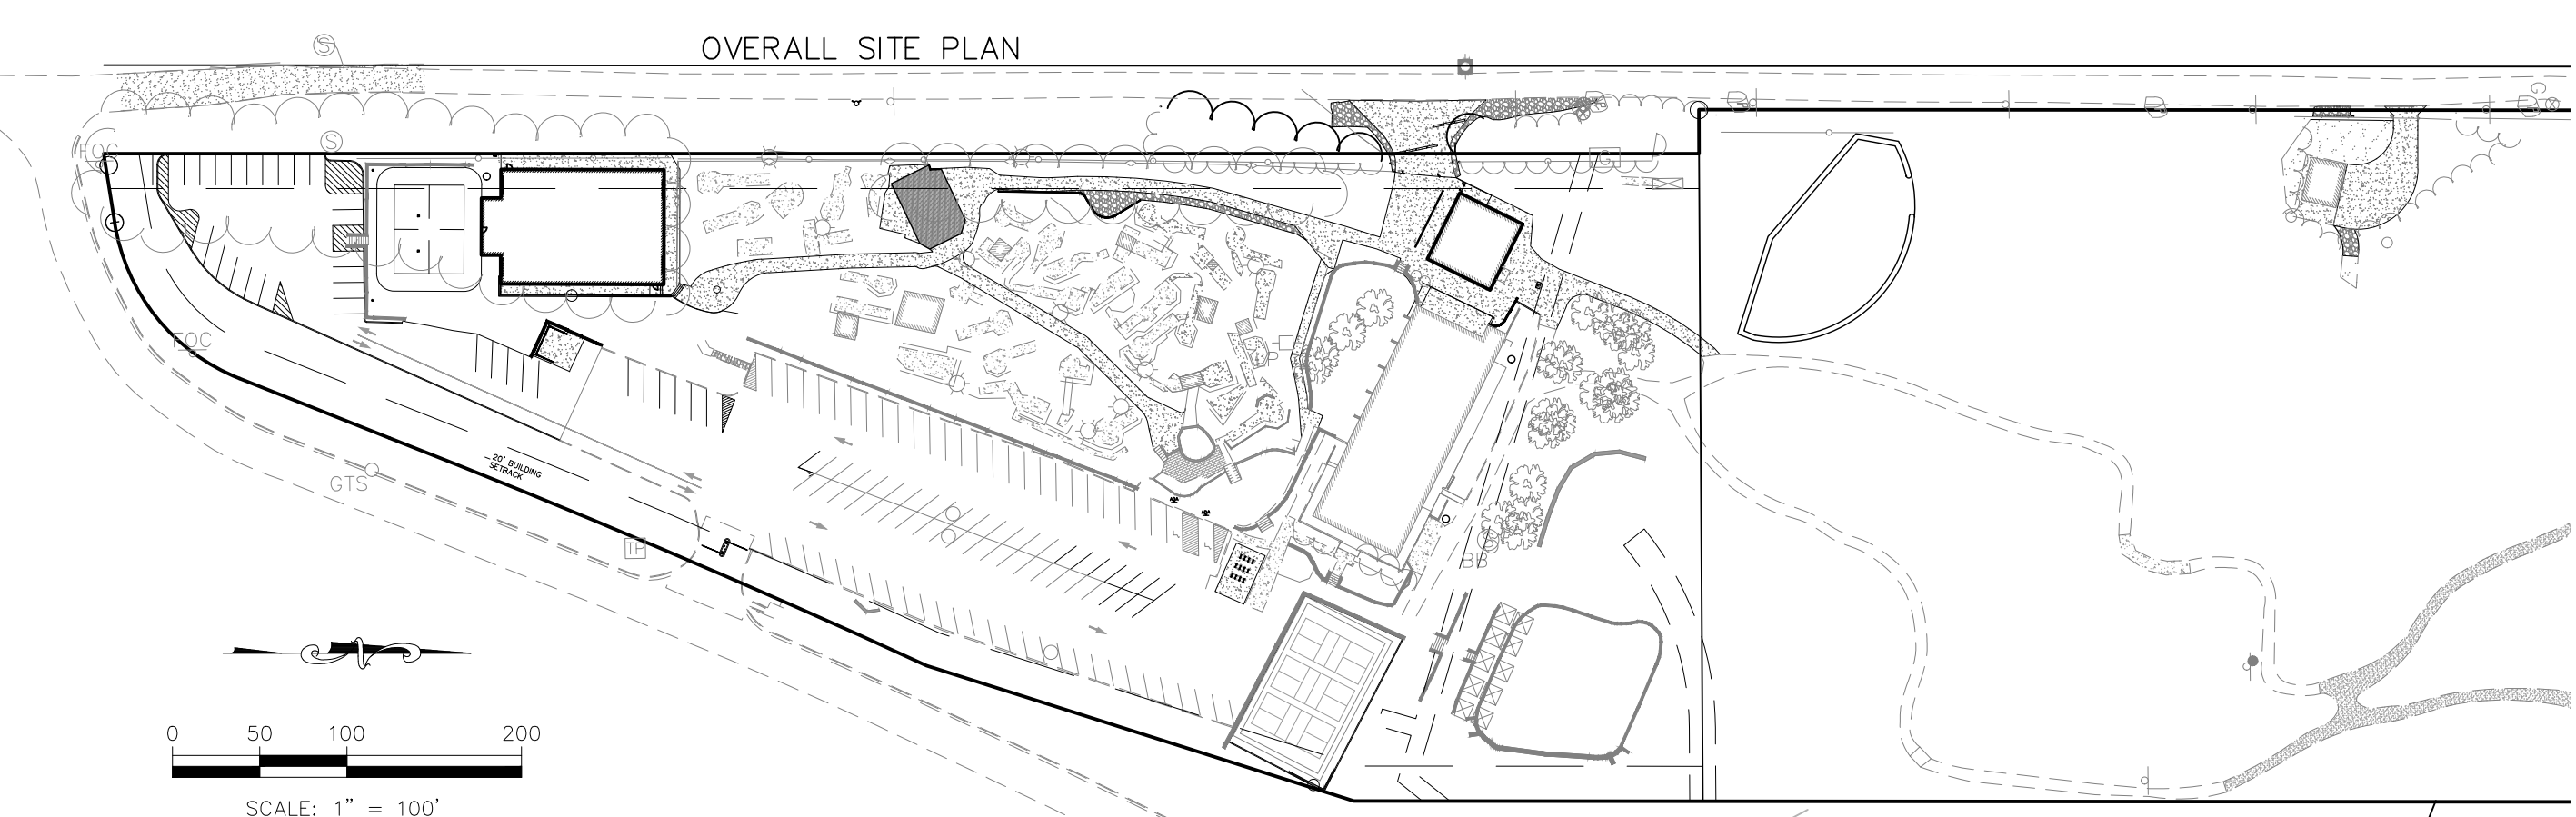 OVERALL SITE PLAN
S
S
FOC
G
FOC
20' BUILDING
SETBACK
GTS
TP
BB
0 50 100 200
SCALE: 1" = 100'